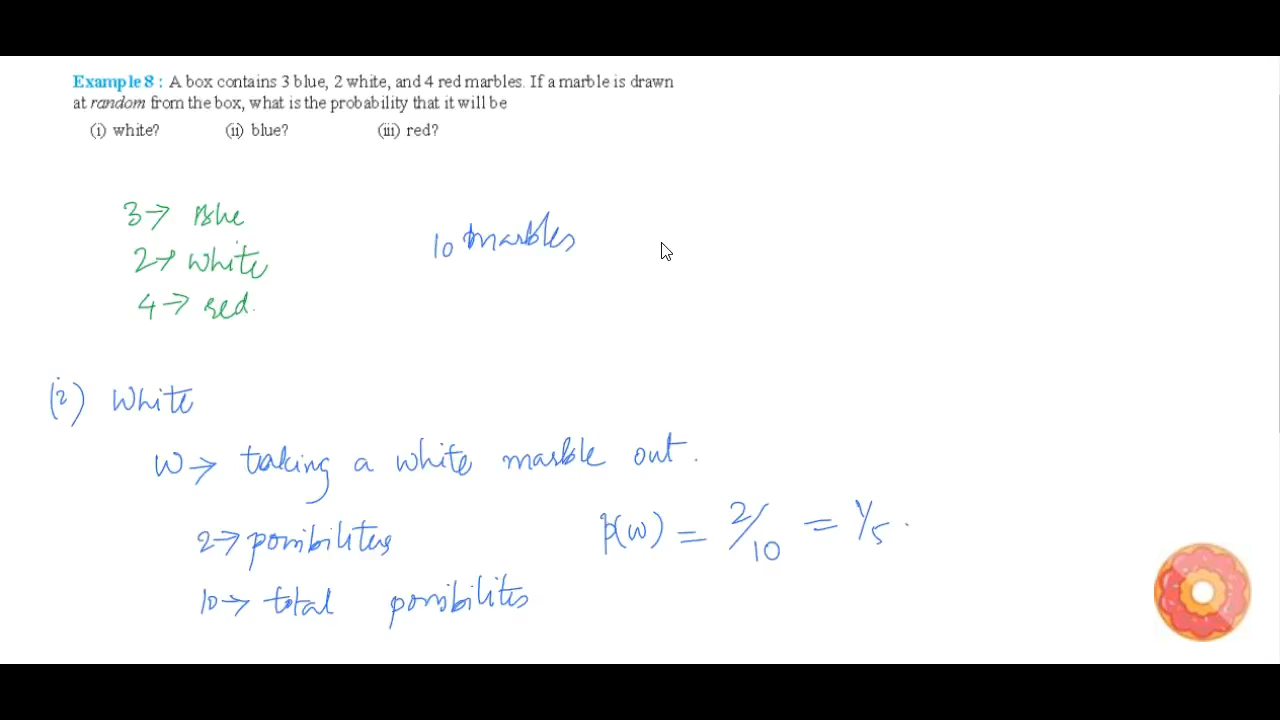 Example 8 : A box contains 3 blue, 2 white, and 4 red marbles. If a marble is drawn
at random from the box, what is the probability that it will be
(i) white? (ii) blue? (iii) red?
3 → Blue
10 marbles
2 → white
4 → red.
(i) White
W → taking a white marble out.
2 → possibilities
P(W) = 2/10 = 1/5.
10 → total possibilites